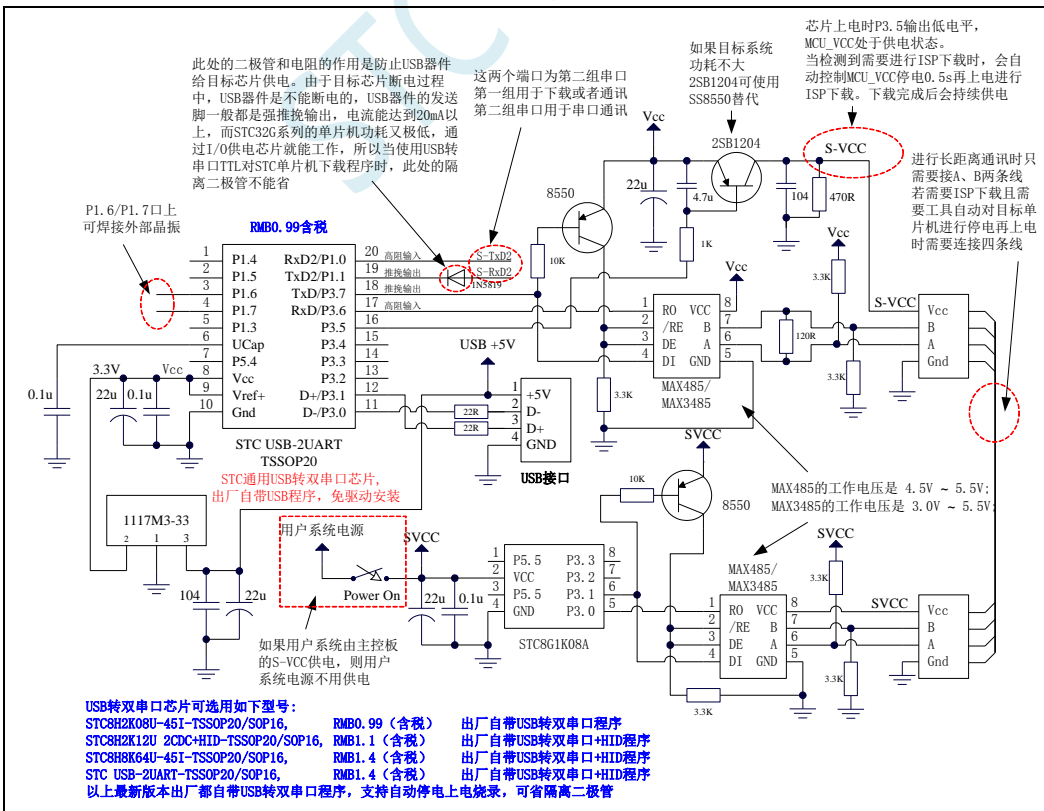 STC
芯片上电时P3.5输出低电平，
MCU_VCC处于供电状态。
当检测到需要进行ISP下载时，会自
动控制MCU_VCC停电0.5s再上电进行
ISP下载。下载完成后会持续供电
如果目标系统
功耗不大
2SB1204可使用
SS8550替代
此处的二极管和电阻的作用是防止USB器件
给目标芯片供电。由于目标芯片断电过程
中，USB器件是不能断电的，USB器件的发送
脚一般都是强推挽输出，电流能达到20mA以
上，而STC32G系列的单片机功耗又极低，通
过I/O供电芯片就能工作，所以当使用USB转
串口TTL对STC单片机下载程序时，此处的隔
离二极管不能省
这两个端口为第二组串口
第一组用于下载或者通讯
第二组串口用于串口通讯
Vcc
2SB1204
S-VCC
进行长距离通讯时只
需要接A、B两条线
若需要ISP下载且需
要工具自动对目标单
片机进行停电再上电
时需要连接四条线
22u
4.7u
104
470R
8550
10K
1K
Vcc
3.3K
P1.6/P1.7口上
可焊接外部晶振
RMB0.99含税
1 P1.4 RxD2/P1.0 20 高阻输入 S-TxD2
2 P1.5 TxD2/P1.1 19 推挽输出 S-RxD2
1N5819
3 P1.6 TxD/P3.7 18 推挽输出
4 P1.7 RxD/P3.6 17 高阻输入
5 P1.3 P3.5 16
6 UCap P3.4 15
7 P5.4 P3.3 14
8 Vcc P3.2 13
9 Vref+ D+/P3.1 12
10 Gnd D-/P3.0 11
STC USB-2UART
TSSOP20
STC通用USB转双串口芯片，
出厂自带USB程序，免驱动安装
0.1u
3.3V
Vcc
22u
0.1u
USB +5V
22R
22R
1 +5V
2 D-
3 D+
4 GND
USB接口
Vcc
1 RO VCC 8
2 /RE B 7
3 DE A 6
4 DI GND 5
MAX485/
MAX3485
3.3K
120R
3.3K
S-VCC
Vcc
B
A
Gnd
SVCC
10K
8550
MAX485的工作电压是 4.5V ~ 5.5V;
MAX3485的工作电压是 3.0V ~ 5.5V;
1117M3-33
2 1 3
104
22u
用户系统电源
Power On
SVCC
22u
0.1u
1 P5.5 P3.3 8
2 VCC P3.2 7
3 P5.5 P3.1 6
4 GND P3.0 5
STC8G1K08A
如果用户系统由主控板
的S-VCC供电，则用户
系统电源不用供电
MAX485/
MAX3485
1 RO VCC 8
2 /RE B 7
3 DE A 6
4 DI GND 5
3.3K
SVCC
3.3K
3.3K
SVCC
Vcc
B
A
Gnd
USB转双串口芯片可选用如下型号：
STC8H2K08U-45I-TSSOP20/SOP16, RMB0.99（含税） 出厂自带USB转双串口程序
STC8H2K12U 2CDC+HID-TSSOP20/SOP16, RMB1.1（含税） 出厂自带USB转双串口+HID程序
STC8H8K64U-45I-TSSOP20/SOP16, RMB1.4（含税） 出厂自带USB转双串口+HID程序
STC USB-2UART-TSSOP20/SOP16, RMB1.4（含税） 出厂自带USB转双串口+HID程序
以上最新版本出厂都自带USB转双串口程序，支持自动停电上电烧录，可省隔离二极管